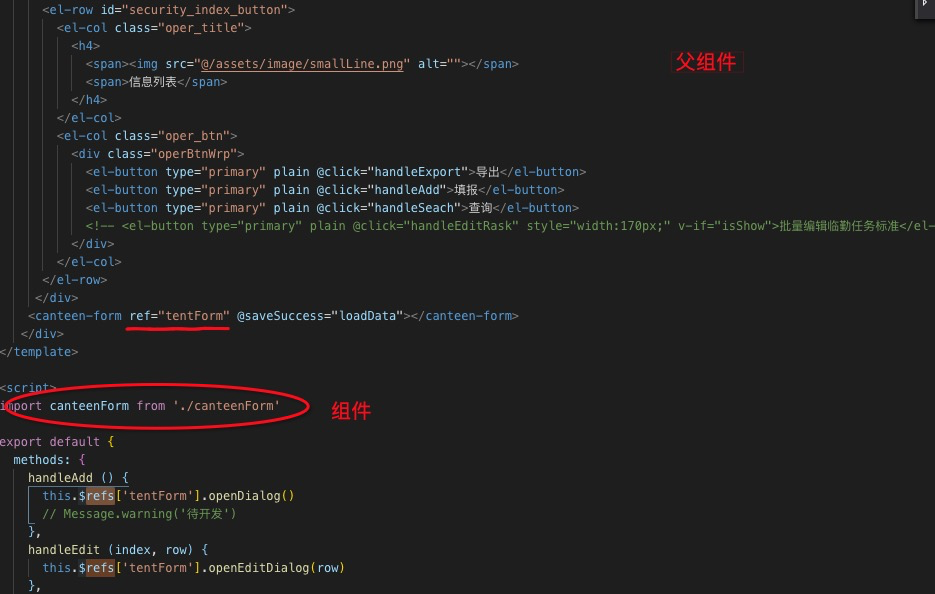 <el-row id="security_index_button">
<el-col class="oper_title">
<h4>
<span><img src="@/assets/image/smallLine.png" alt=""></span>
父组件
<span>信息列表</span>
</h4>
</el-col>
<el-col class="oper_btn">
<div class="operBtnWrp">
<el-button type="primary" plain @click="handleExport">导出</el-button>
<el-button type="primary" plain @click="handleAdd">填报</el-button>
<el-button type="primary" plain @click="handleSeach">查询</el-button>
<!-- <el-button type="primary" plain @click="handleEditRask" style="width:170px;" v-if="isShow">批量编辑临勤任务标准</el-
</div>
</el-col>
</el-row>
</div>
<canteen-form ref="tentForm" @saveSuccess="loadData"></canteen-form>
</div>
</template>
<script>
import canteenForm from './canteenForm'
组件
export default {
methods: {
handleAdd () {
this.$refs['tentForm'].openDialog()
// Message.warning('待开发')
},
handleEdit (index, row) {
this.$refs['tentForm'].openEditDialog(row)
},